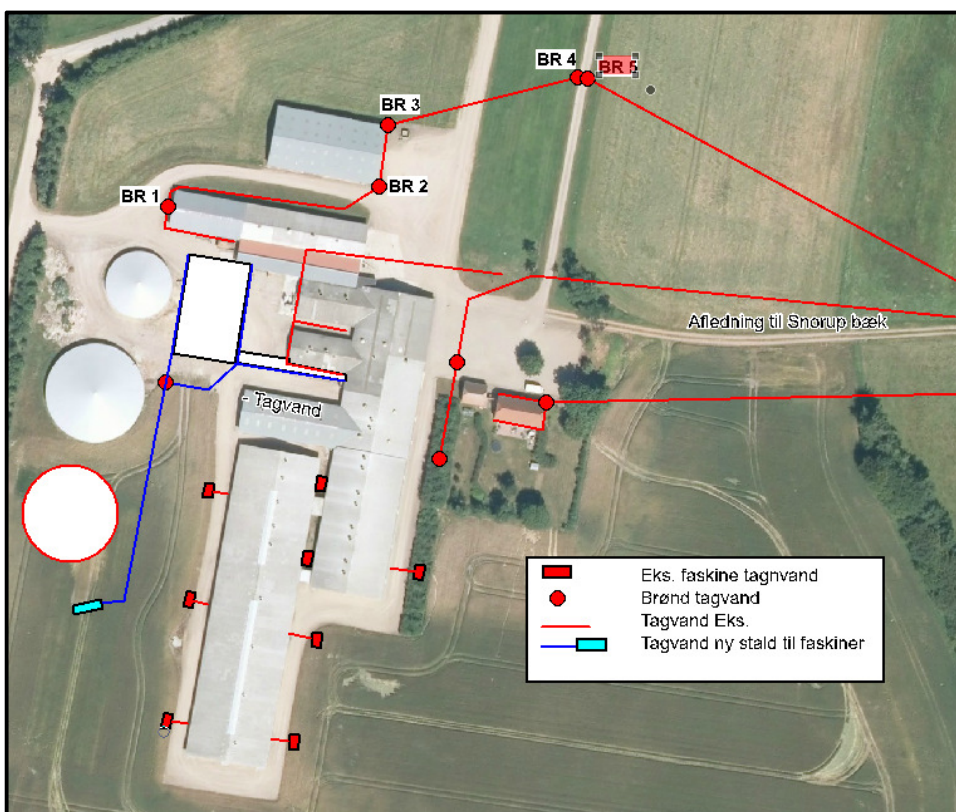 BR 4
BR 5
BR 3
BR 2
BR 1
Afledning til Snorup bæk
- Tagvand
Eks. faskine tagnvand
Brønd tagvand
Tagvand Eks.
Tagvand ny stald til faskiner